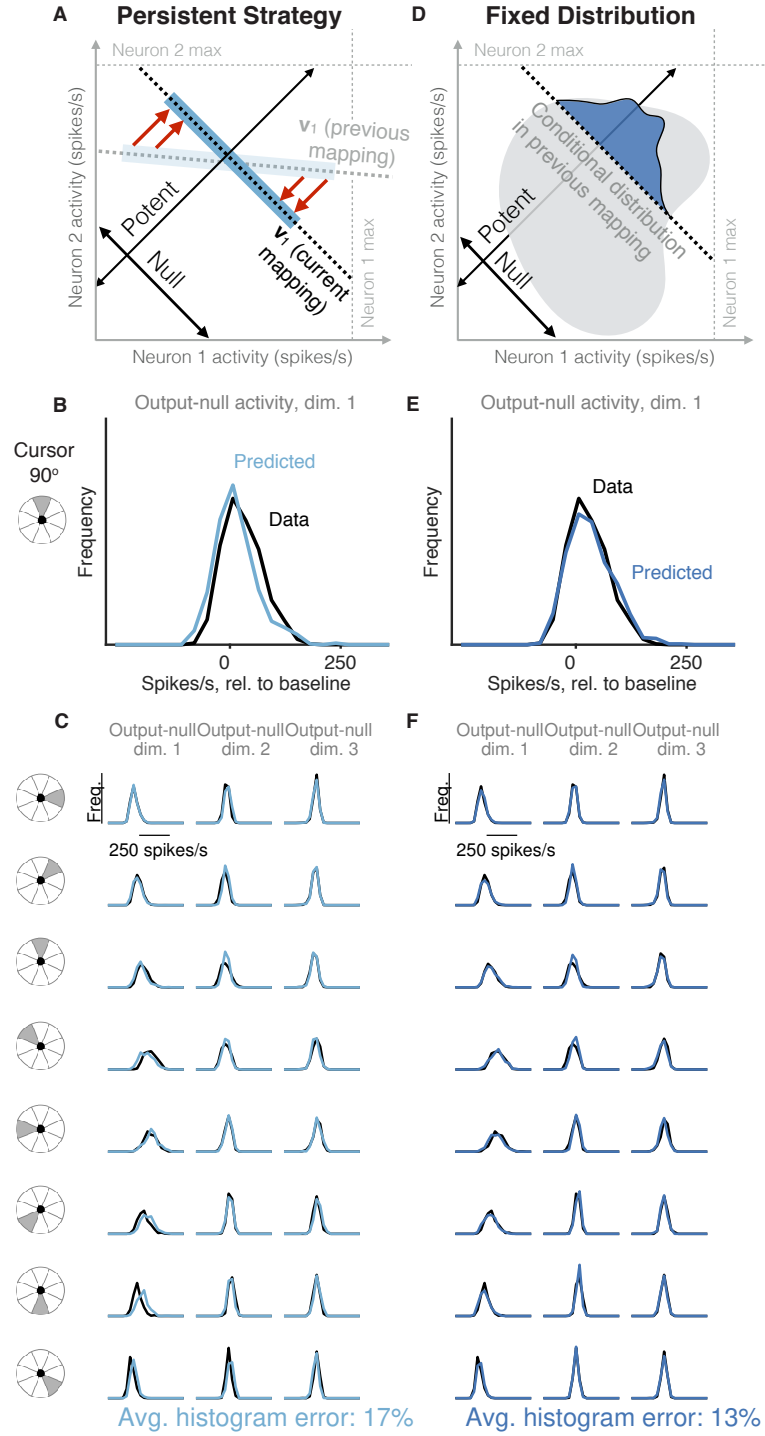 A Persistent Strategy
Neuron 2 max
Neuron 2 activity (spikes/s)
v1 (previous
mapping)
Potent
Null
v1 (current
mapping)
Neuron 1 max
Neuron 1 activity (spikes/s)
D Fixed Distribution
Neuron 2 max
Neuron 2 activity (spikes/s)
Conditional distribution
in previous mapping
Potent
Null
Neuron 1 max
Neuron 1 activity (spikes/s)
B Output-null activity, dim. 1
Cursor
90º
Frequency
Predicted
Data
0 250
Spikes/s, rel. to baseline
E Output-null activity, dim. 1
Frequency
Data
Predicted
0 250
Spikes/s, rel. to baseline
C Output-null Output-null Output-null
dim. 1 dim. 2 dim. 3
Freq.
250 spikes/s
Avg. histogram error: 17%
F Output-null Output-null Output-null
dim. 1 dim. 2 dim. 3
Freq.
250 spikes/s
Avg. histogram error: 13%